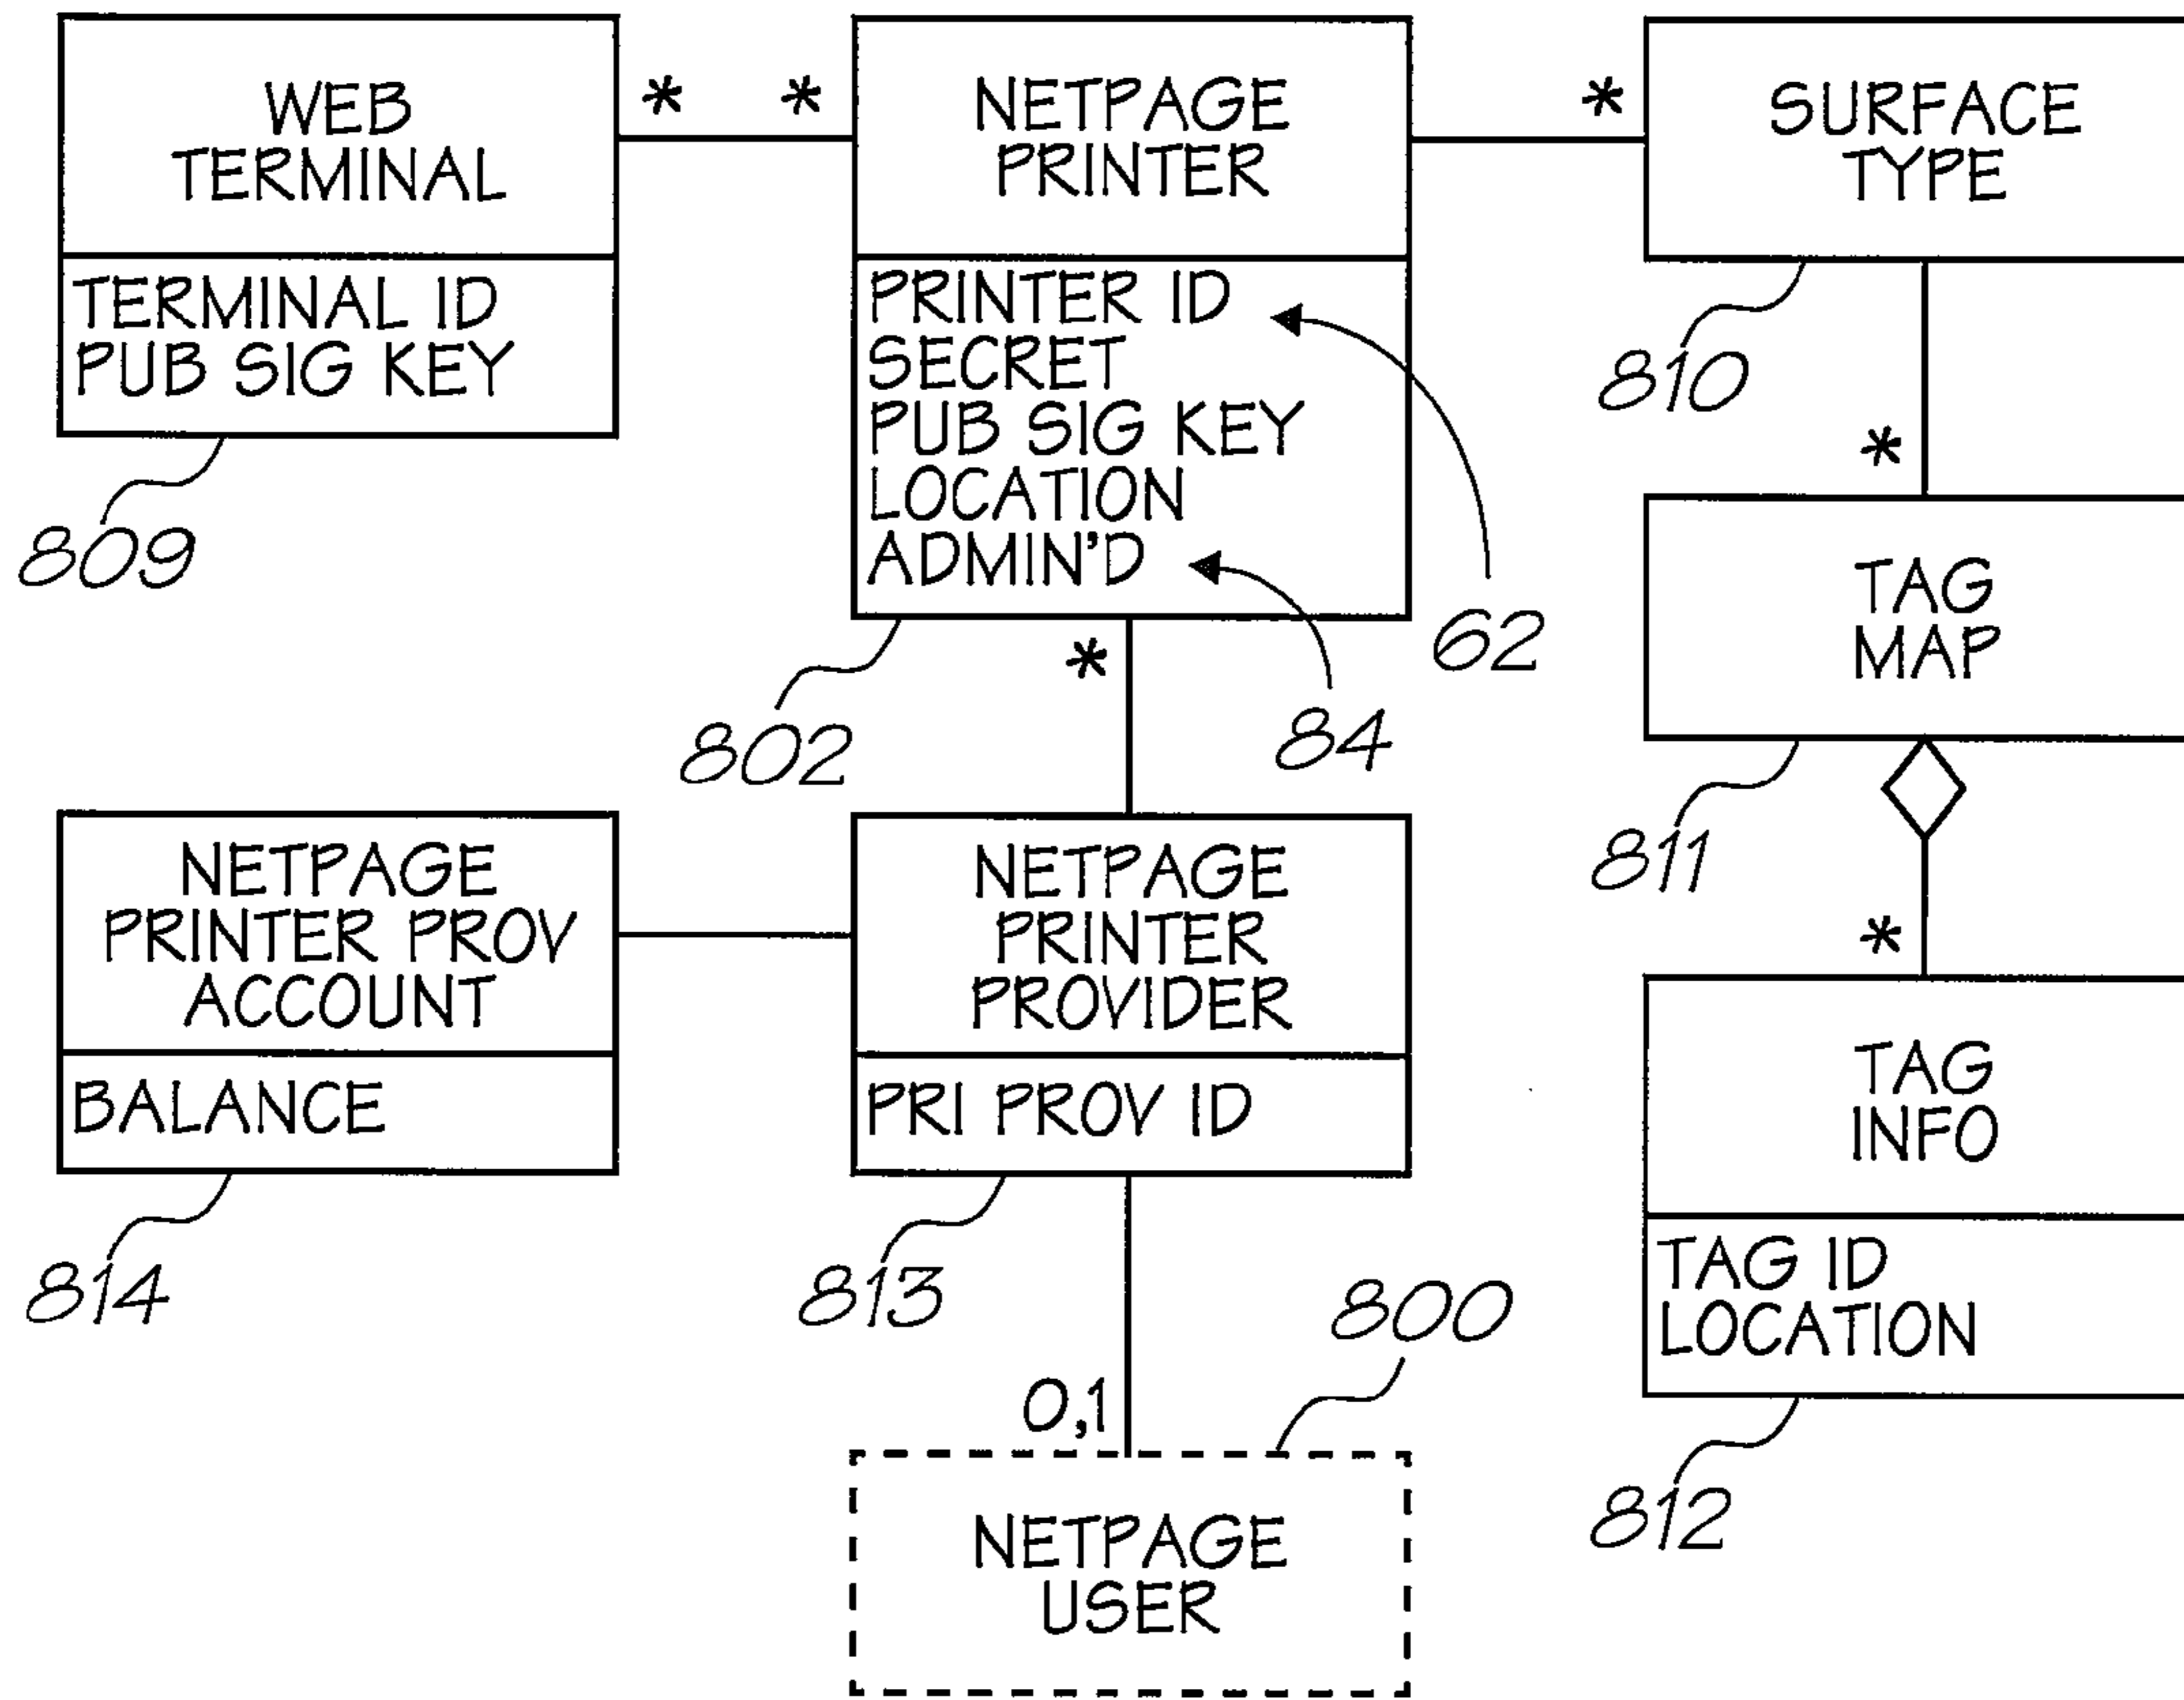 WEB
TERMINAL
TERMINAL ID
PUB SIG KEY
809
*
*
NETPAGE
PRINTER
PRINTER ID
SECRET
PUB SIG KEY
LOCATION
ADMIN'D
62
84
802
*
*
SURFACE
TYPE
810
*
TAG
MAP
811
*
TAG
INFO
TAG ID
LOCATION
812
NETPAGE
PRINTER PROV
ACCOUNT
BALANCE
814
NETPAGE
PRINTER
PROVIDER
PRI PROV ID
813
800
0,1
NETPAGE
USER